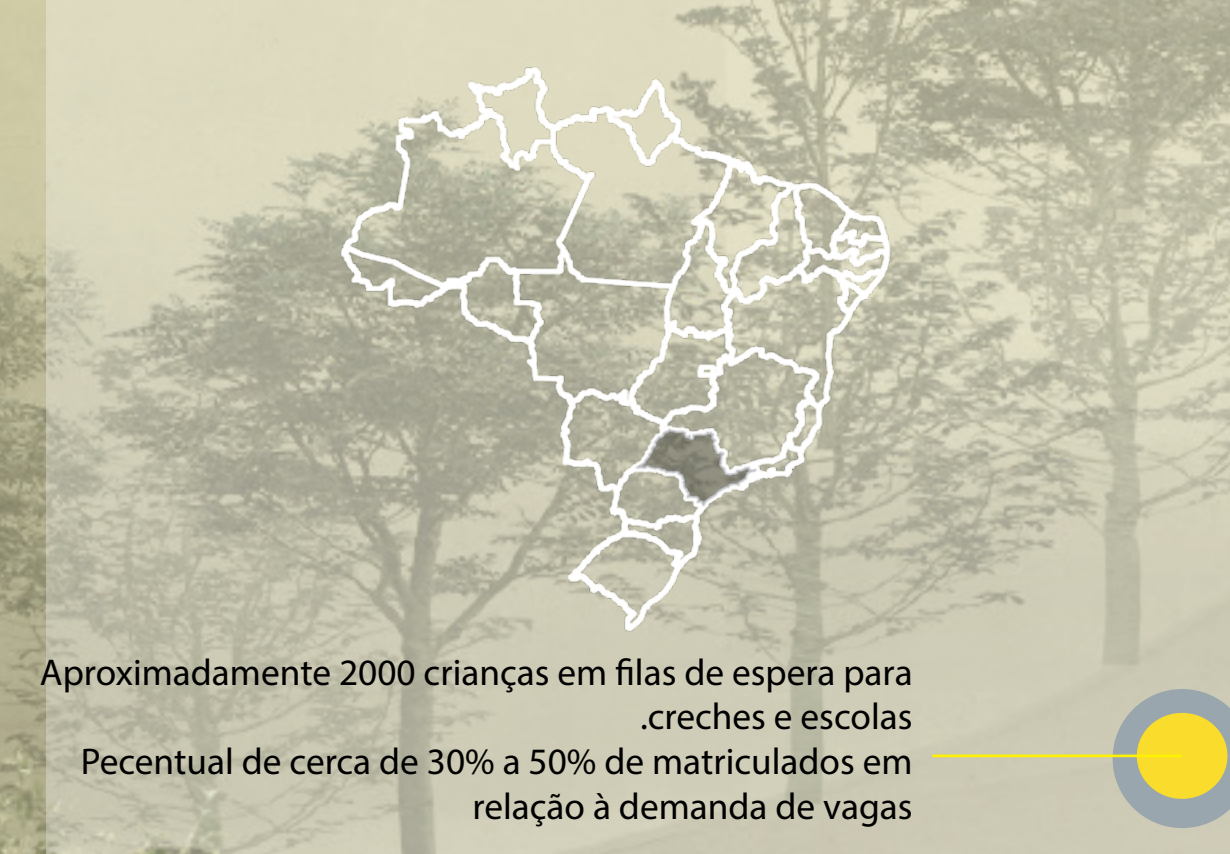 Aproximadamente 2000 crianças em filas de espera para
.creches e escolas
Pecentual de cerca de 30% a 50% de matriculados em
relação à demanda de vagas